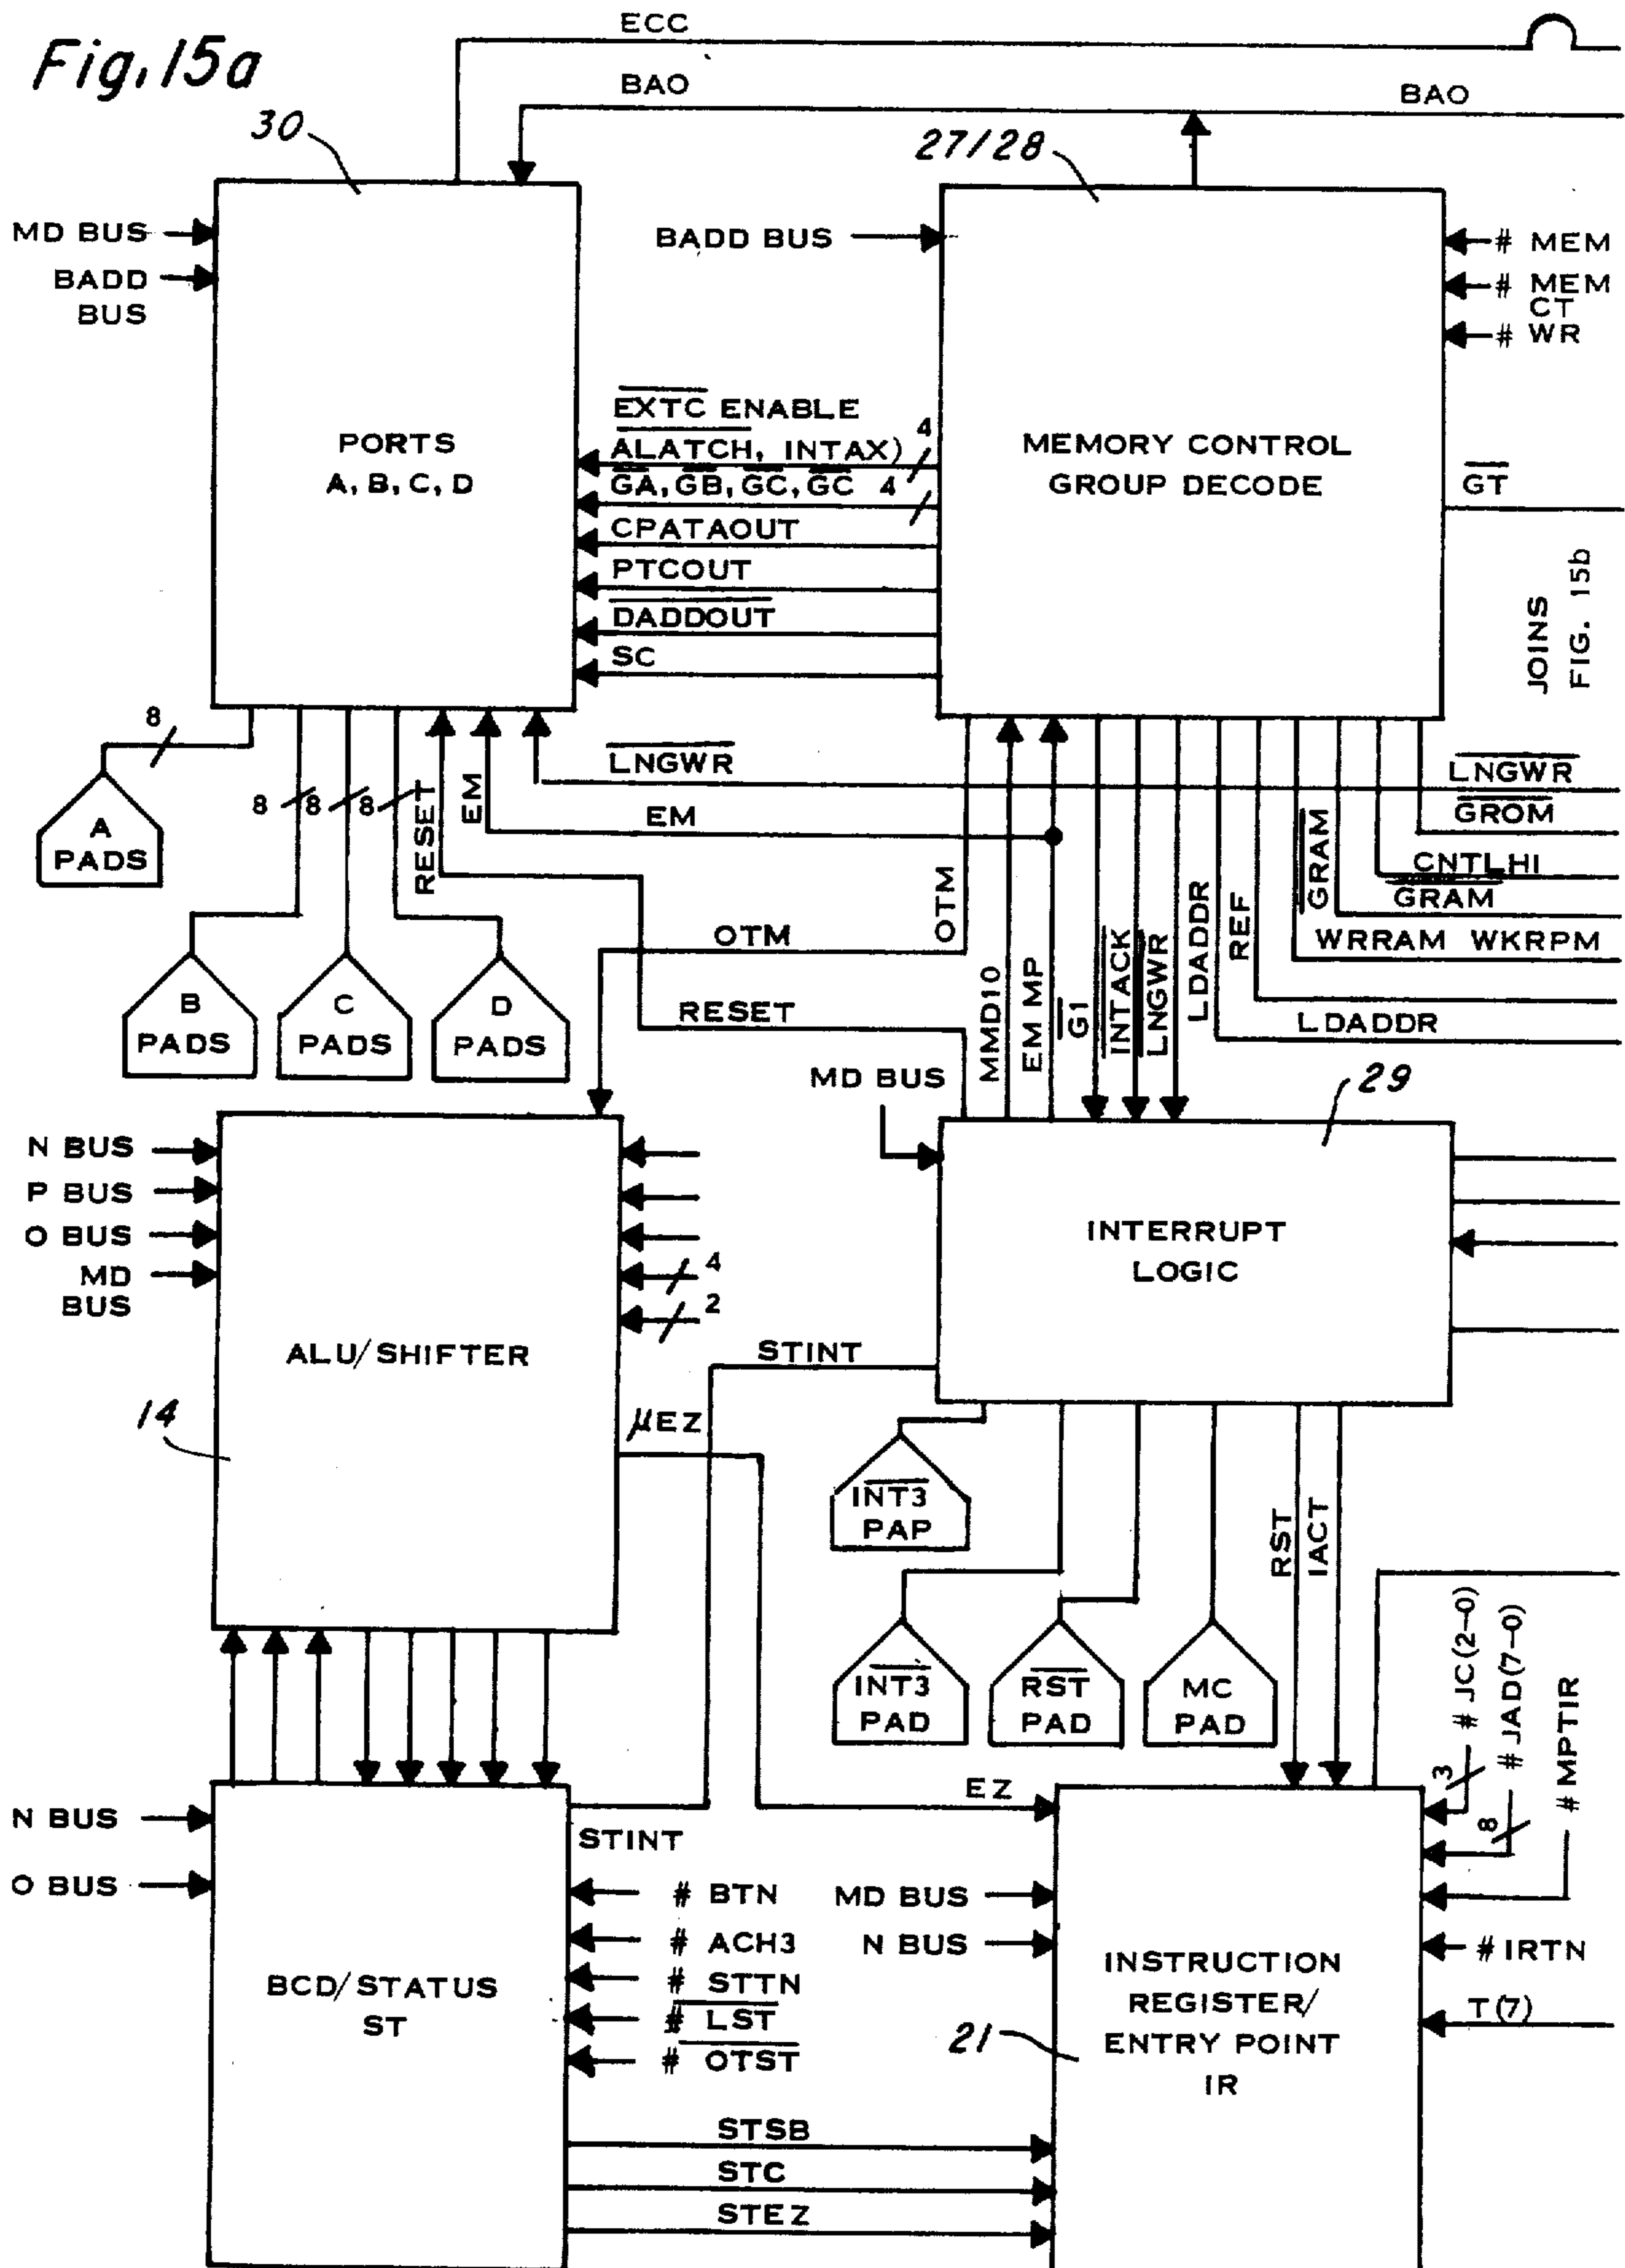 Fig. 15a
ECC
BAO
BAO
30
27/28
MD BUS
BADD
BUS
BADD BUS
# MEM
# MEM
CT
# WR
PORTS
A, B, C, D
EXTC ENABLE
ALATCH, INTAX)
4
GA, GB, GC, GC 4
CPATAOUT
PTCOUT
DADDOUT
SC
MEMORY CONTROL
GROUP DECODE
GT
JOINS
FIG. 15b
8
A
PADS
8
8
8
RESET
EM
LNGWR
EM
LNGWR
GROM
CNTLHI
GRAM
WRRAM WKRPM
LDADDR
OTM
OTM
RESET
MMD10
EM MP
G1
INTACK
LNGWR
LDADDR
REF
GRAM
B
PADS
C
PADS
D
PADS
MD BUS
29
N BUS
P BUS
O BUS
MD
BUS
4
2
ALU/SHIFTER
14
INTERRUPT
LOGIC
STINT
μEZ
INT3
PAP
INT3
PAD
RST
PAD
MC
PAD
RST
IACT
# JC(2-0)
# JAD(7-0)
# MPTIR
3
8
EZ
N BUS
O BUS
STINT
# BTN
# ACH3
# STTN
# LST
# OTST
BCD/STATUS
ST
MD BUS
N BUS
# IRTN
T(7)
INSTRUCTION
REGISTER/
ENTRY POINT
IR
21
STSB
STC
STEZ